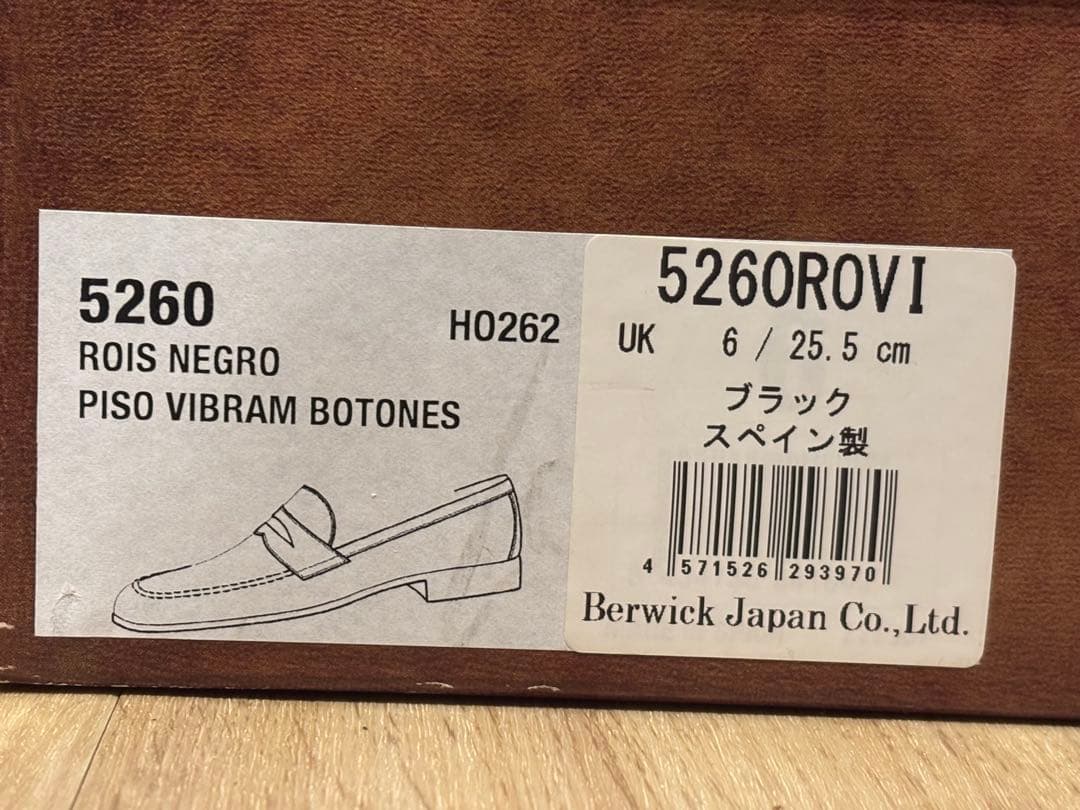 5260
HO262
ROIS NEGRO
PISO VIBRAM BOTONES
5260ROVI
UK 6 / 25.5 cm
ブラック
スペイン製
4 571526 293970
Berwick Japan Co.,Ltd.